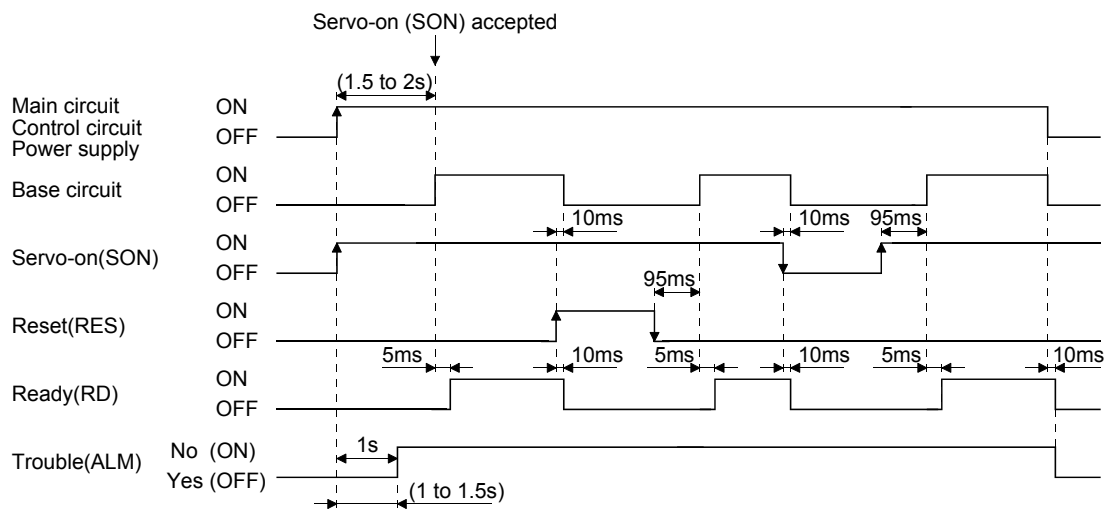 Servo-on (SON) accepted
(1.5 to 2s)
Main circuit
Control circuit
Power supply
ON
OFF
Base circuit
ON
OFF
10ms
10ms
95ms
Servo-on(SON)
ON
OFF
95ms
Reset(RES)
ON
OFF
5ms
10ms
5ms
10ms
5ms
10ms
Ready(RD)
ON
OFF
Trouble(ALM)
No (ON)
Yes (OFF)
1s
(1 to 1.5s)